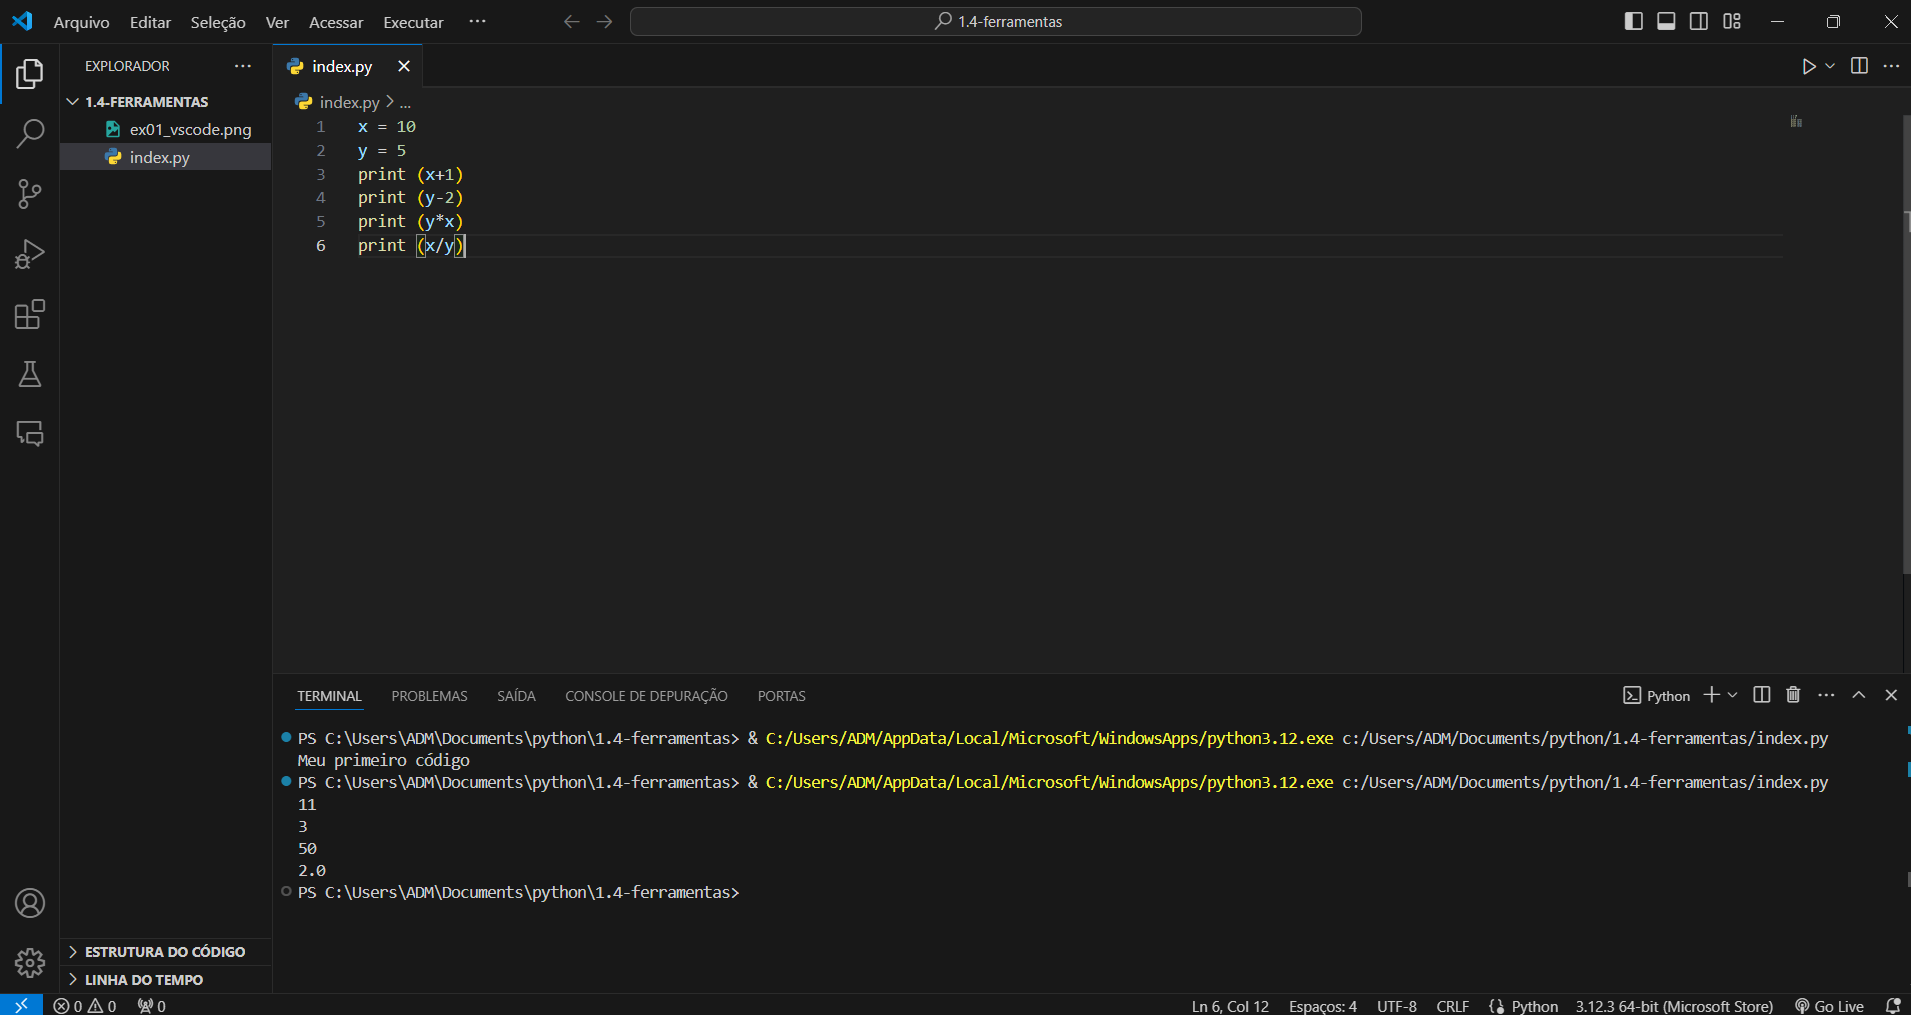 Arquivo Editar Seleção Ver Acessar Executar ··· 1.4-ferramentas
EXPLORADOR ···
1.4-FERRAMENTAS
ex01_vscode.png
index.py
index.py
index.py > ...
1 x = 10
2 y = 5
3 print (x+1)
4 print (y-2)
5 print (y*x)
6 print (x/y)
TERMINAL PROBLEMAS SAÍDA CONSOLE DE DEPURAÇÃO PORTAS Python
PS C:\Users\ADM\Documents\python\1.4-ferramentas> & C:/Users/ADM/AppData/Local/Microsoft/WindowsApps/python3.12.exe c:/Users/ADM/Documents/python/1.4-ferramentas/index.py
Meu primeiro código
PS C:\Users\ADM\Documents\python\1.4-ferramentas> & C:/Users/ADM/AppData/Local/Microsoft/WindowsApps/python3.12.exe c:/Users/ADM/Documents/python/1.4-ferramentas/index.py
11
3
50
2.0
PS C:\Users\ADM\Documents\python\1.4-ferramentas>
ESTRUTURA DO CÓDIGO
LINHA DO TEMPO
0 0 0 Ln 6, Col 12 Espaços: 4 UTF-8 CRLF Python 3.12.3 64-bit (Microsoft Store) Go Live